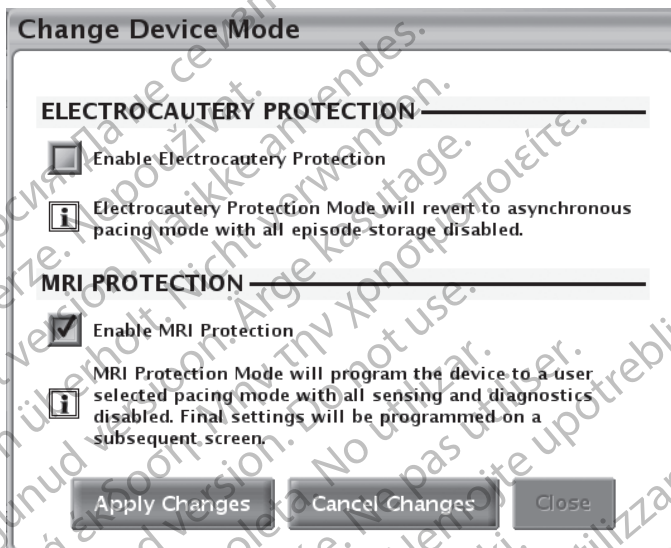 Change Device Mode
ELECTROCAUTERY PROTECTION
Enable Electrocautery Protection
Electrocautery Protection Mode will revert to asynchronous
pacing mode with all episode storage disabled.
MRI PROTECTION
Enable MRI Protection
MRI Protection Mode will program the device to a user
selected pacing mode with all sensing and diagnostics
disabled. Final settings will be programmed on a
subsequent screen.
Apply Changes Cancel Changes Close